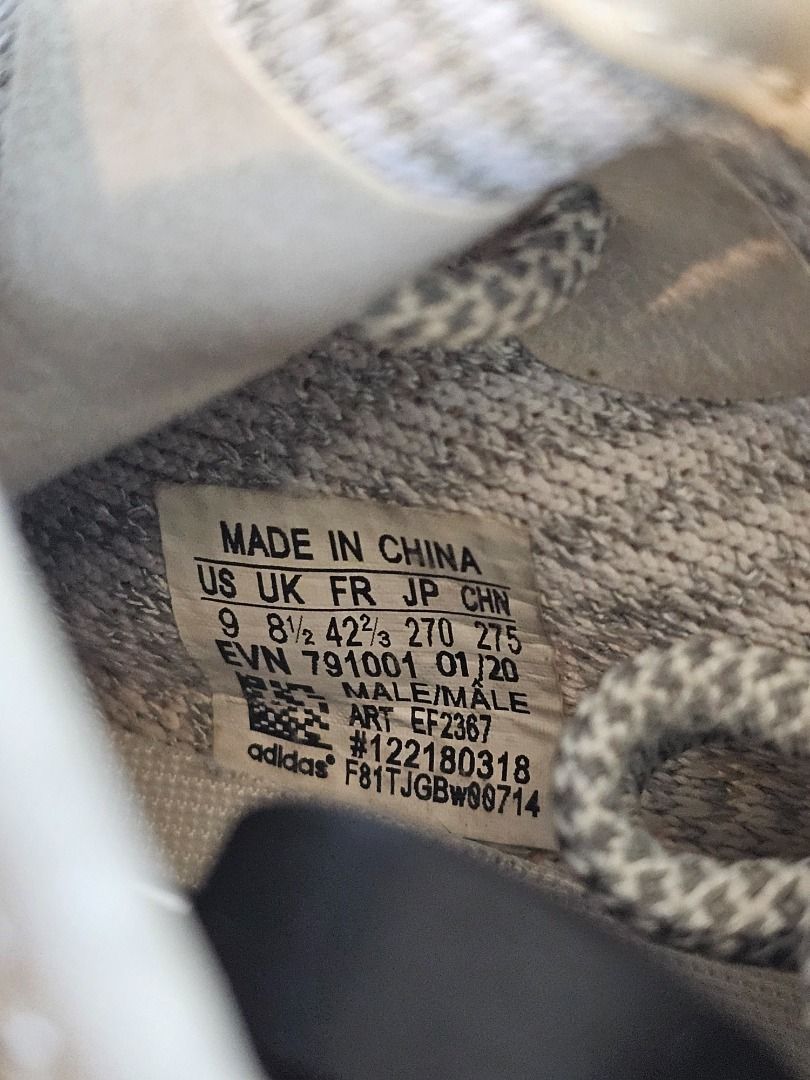 MADE IN CHINA
US UK FR JP CHN
9 8½ 42⅔ 270 275
EVN 791001 01/20
MALE/MÂLE
ART EF2367
#122180318
adidas® F81TJGBw00714